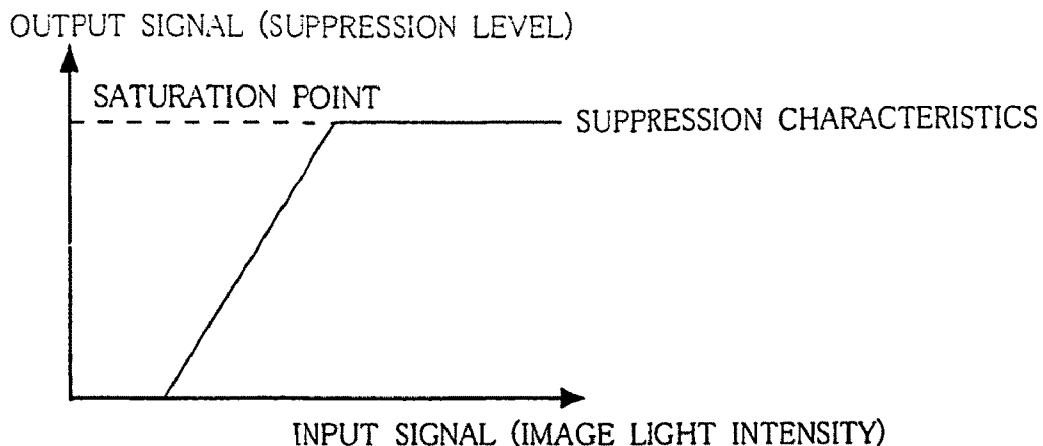 OUTPUT SIGNAL (SUPPRESSION LEVEL)
SATURATION POINT
SUPPRESSION CHARACTERISTICS
INPUT SIGNAL (IMAGE LIGHT INTENSITY)